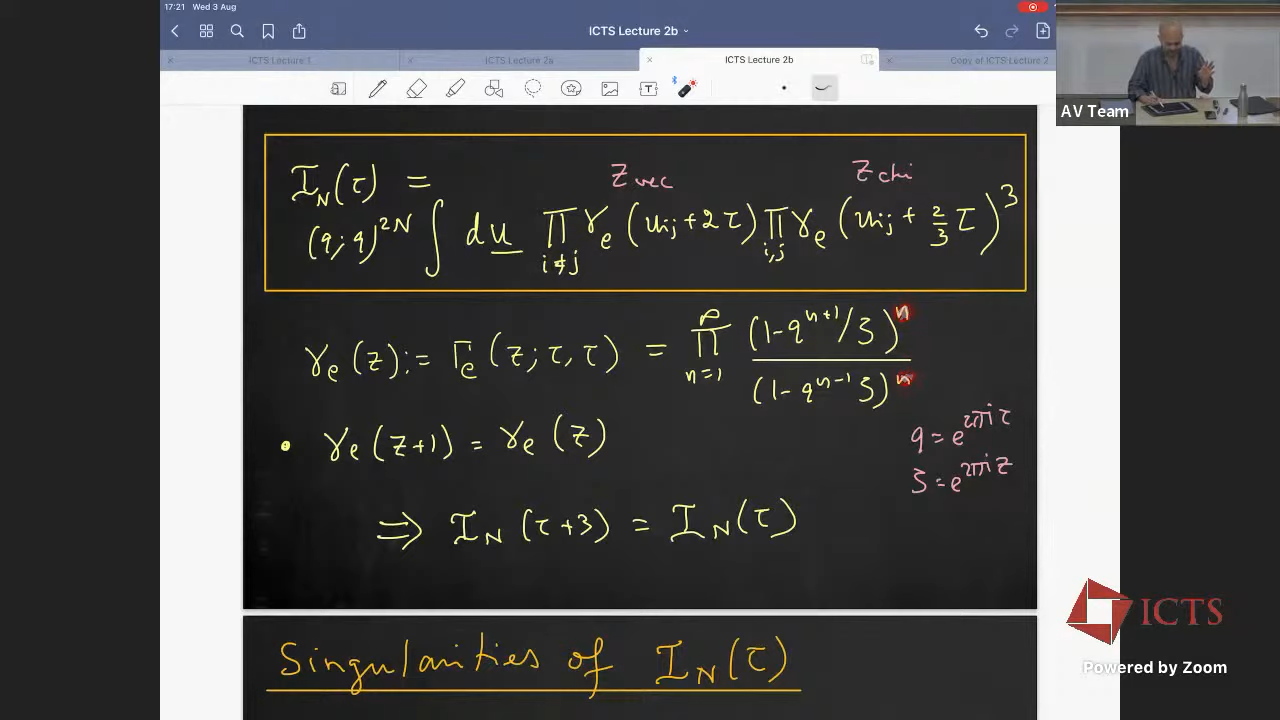 17:21 Wed 3 Aug
ICTS Lecture 2b
ICTS Lecture 1
ICTS Lecture 2a
ICTS Lecture 2b
Copy of ICTS Lecture 2
AV Team
I_N(τ) =
Z vec
Z chi
(q;q)^{2N} ∫ du ∏_{i≠j} γ_e (u_{ij} + 2τ) ∏_{i,j} γ_e (u_{ij} + 2/3 τ)^3
γ_e(z) := Γ_e(z; τ, τ) = ∏_{n=1}^{∞} (1-q^{n+1}/ζ)^n / (1-q^{n-1}ζ)^n
q = e^{2πiτ}
• γ_e(z+1) = γ_e(z)
ζ = e^{2πiz}
⇒ I_N(τ+3) = I_N(τ)
ICTS
Singularities of I_N(τ)
Powered by Zoom